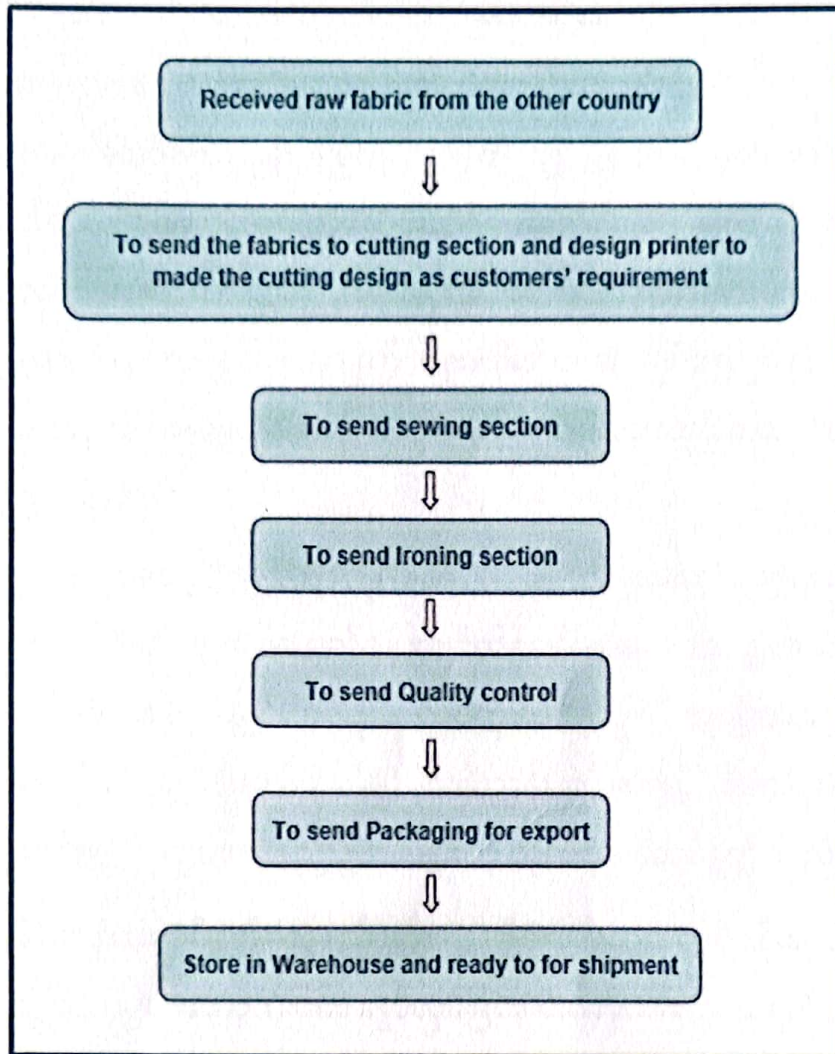 Received raw fabric from the other country
To send the fabrics to cutting section and design printer to
made the cutting design as customers' requirement
To send sewing section
To send Ironing section
To send Quality control
To send Packaging for export
Store in Warehouse and ready to for shipment